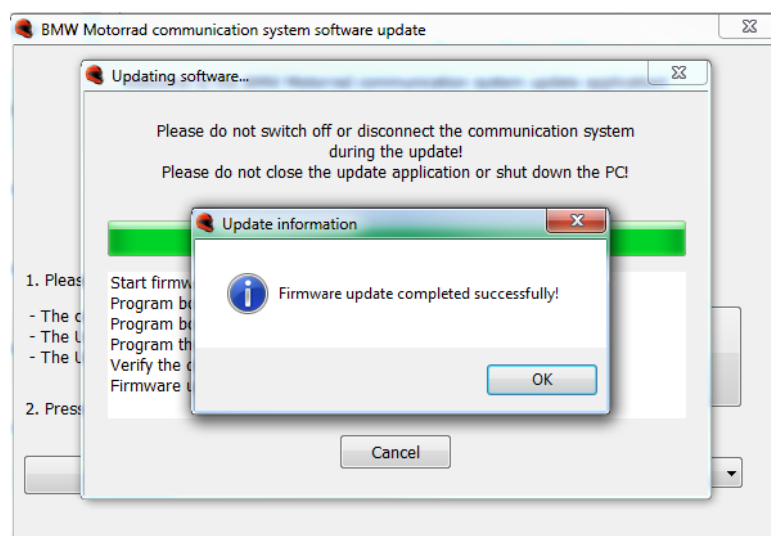 BMW Motorrad communication system software update
Updating software...
Please do not switch off or disconnect the communication system
during the update!
Please do not close the update application or shut down the PC!
Update information
Firmware update completed successfully!
OK
1. Pleas
- The
- The
- The
2. Press
Start firmw
Program
Program
Program
Verify the
Firmware
Cancel